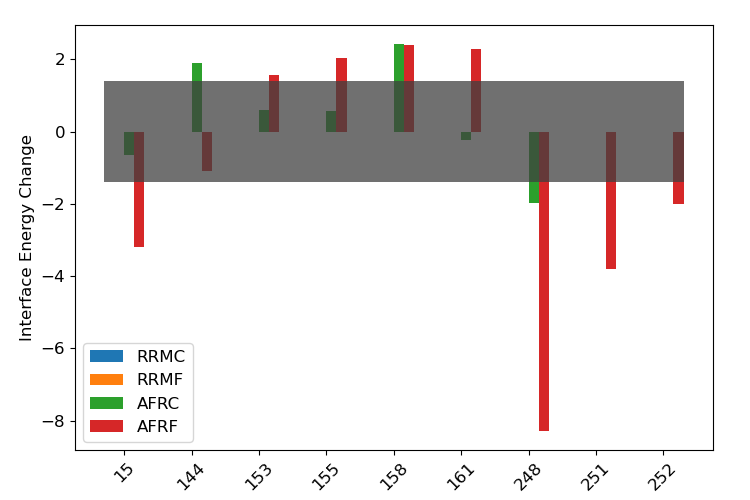 2
0
−2
−4
−6
−8
Interface Energy Change
RRMC
RRMF
AFRC
AFRF
15 144 153 155 158 161 248 251 252